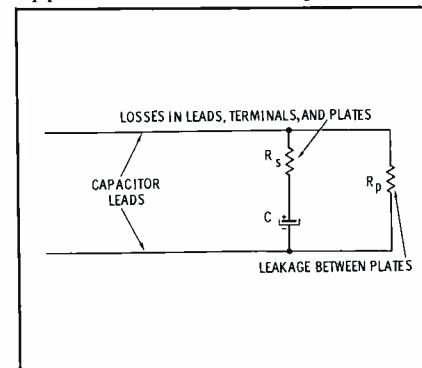 LOSSES IN LEADS, TERMINALS, AND PLATES
Rs
Rp
CAPACITOR
LEADS
C
+
−
LEAKAGE BETWEEN PLATES